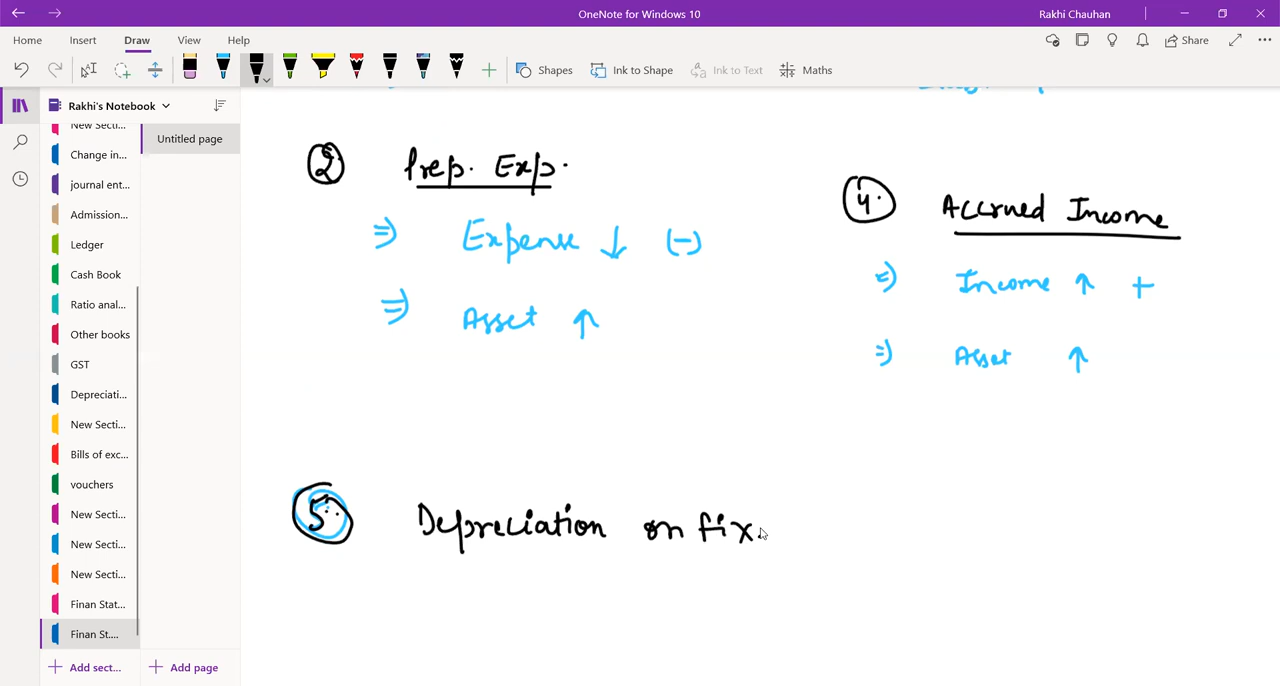 OneNote for Windows 10
Rakhi Chauhan
Home Insert Draw View Help
Share
Shapes Ink to Shape Ink to Text Maths
Rakhi's Notebook
Untitled page
New Secti...
Change in...
journal ent...
Admission...
Ledger
Cash Book
Ratio anal...
Other books
GST
Depreciati...
New Secti...
Bills of exc...
vouchers
New Secti...
New Secti...
New Secti...
Finan Stat...
Finan St....
Add sect...
Add page
2. Prep. Exp.
⇒ Expense ↓ (-)
⇒ Asset ↑
4. Accrued Income
⇒ Income ↑ +
⇒ Asset ↑
5. Depreciation on fix